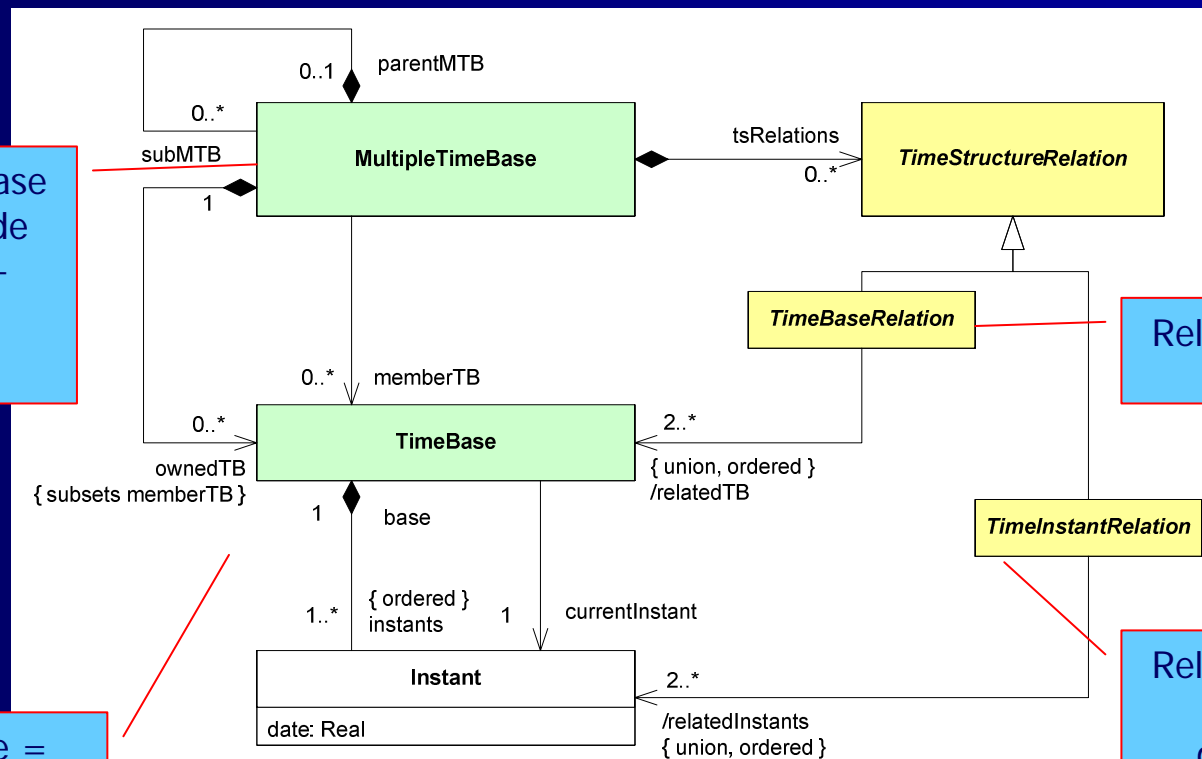 parentMTB
0..1
0..*
subMTB
MultipleTimeBase
tsRelations
0..*
TimeStructureRelation
ase
de
-
1
TimeBaseRelation
Rel
0..*
memberTB
0..*
ownedTB
{ subsets memberTB }
TimeBase
2..*
{ union, ordered }
/relatedTB
1
base
TimeInstantRelation
1..*
{ ordered }
instants
1
currentInstant
Instant
date: Real
2..*
/relatedInstants
{ union, ordered }
Rel
e =